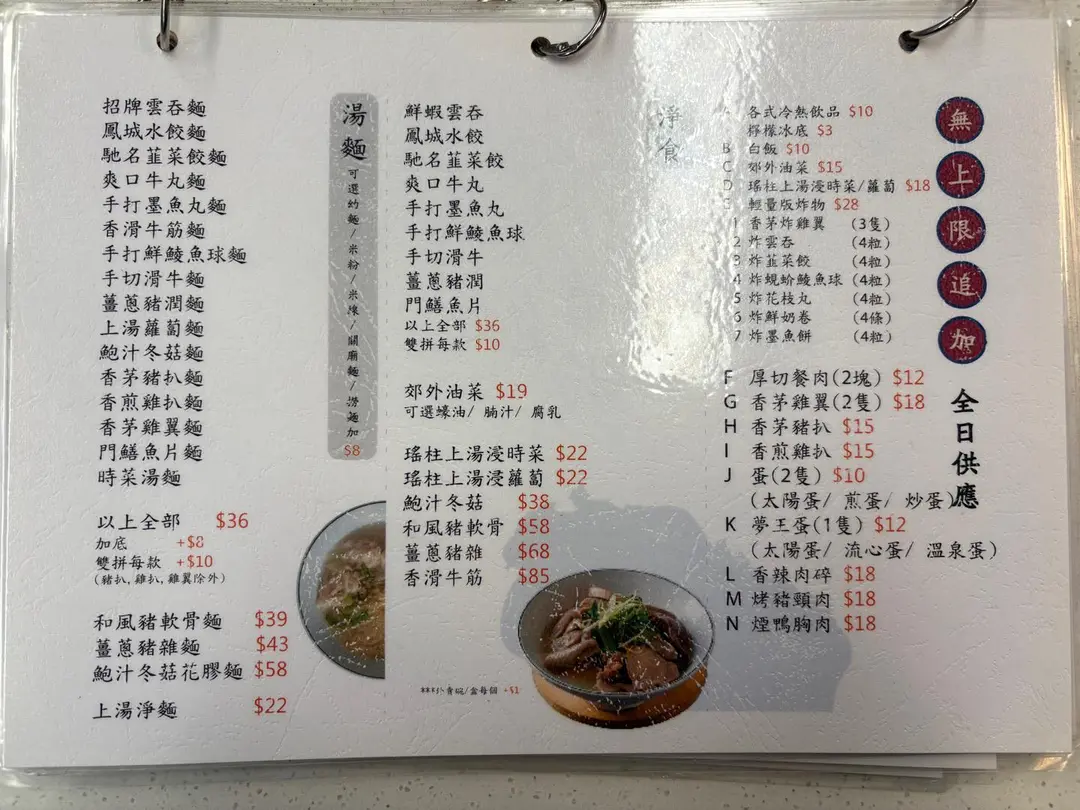 招牌雲吞麵
鳳城水餃麵
馳名韮菜餃麵
爽口牛丸麵
手打墨魚丸麵
香滑牛筋麵
手打鮮鯪魚球麵
手切滑牛麵
薑蔥豬潤麵
上湯蘿蔔麵
鮑汁冬菇麵
香茅豬扒麵
香煎雞扒麵
香茅雞翼麵
門鱔魚片麵
時菜湯麵
以上全部 $36
加底 +$8
雙拼每款 +$10
(豬扒,雞扒,雞翼除外)
和風豬軟骨麵 $39
薑蔥豬雜麵 $43
鮑汁冬菇花膠麵 $58
上湯淨麵 $22
湯麵
可選幼麵/米粉/米線/關廟麵/撈麵加
$8
鮮蝦雲吞
鳳城水餃
馳名韮菜餃
爽口牛丸
手打墨魚丸
手打鮮鯪魚球
手切滑牛
薑蔥豬潤
門鱔魚片
以上全部 $36
雙拼每款 $10
郊外油菜 $19
可選蠔油/ 腩汁/ 腐乳
瑤柱上湯浸時菜 $22
瑤柱上湯浸蘿蔔 $22
鮑汁冬菇 $38
和風豬軟骨 $58
薑蔥豬雜 $68
香滑牛筋 $85
外賣碗/盒每個 +$1
淨食
A 各式冷熱飲品 $10
檸檬冰底 $3
B 白飯 $10
C 郊外油菜 $15
D 瑤柱上湯浸時菜/蘿蔔 $18
E 輕量版炸物 $28
1 香茅炸雞翼 (3隻)
2 炸雲吞 (4粒)
3 炸韮菜餃 (4粒)
4 炸蜆蚧鯪魚球 (4粒)
5 炸花枝丸 (4粒)
6 炸鮮奶卷 (4條)
7 炸墨魚餅 (4粒)
F 厚切餐肉(2塊) $12
G 香茅雞翼(2隻) $18
H 香茅豬扒 $15
I 香煎雞扒 $15
J 蛋(2隻) $10
(太陽蛋/ 煎蛋/ 炒蛋)
K 夢王蛋(1隻) $12
(太陽蛋/ 流心蛋/ 溫泉蛋)
L 香辣肉碎 $18
M 烤豬頸肉 $18
N 煙鴨胸肉 $18
無上限追加
全日供應